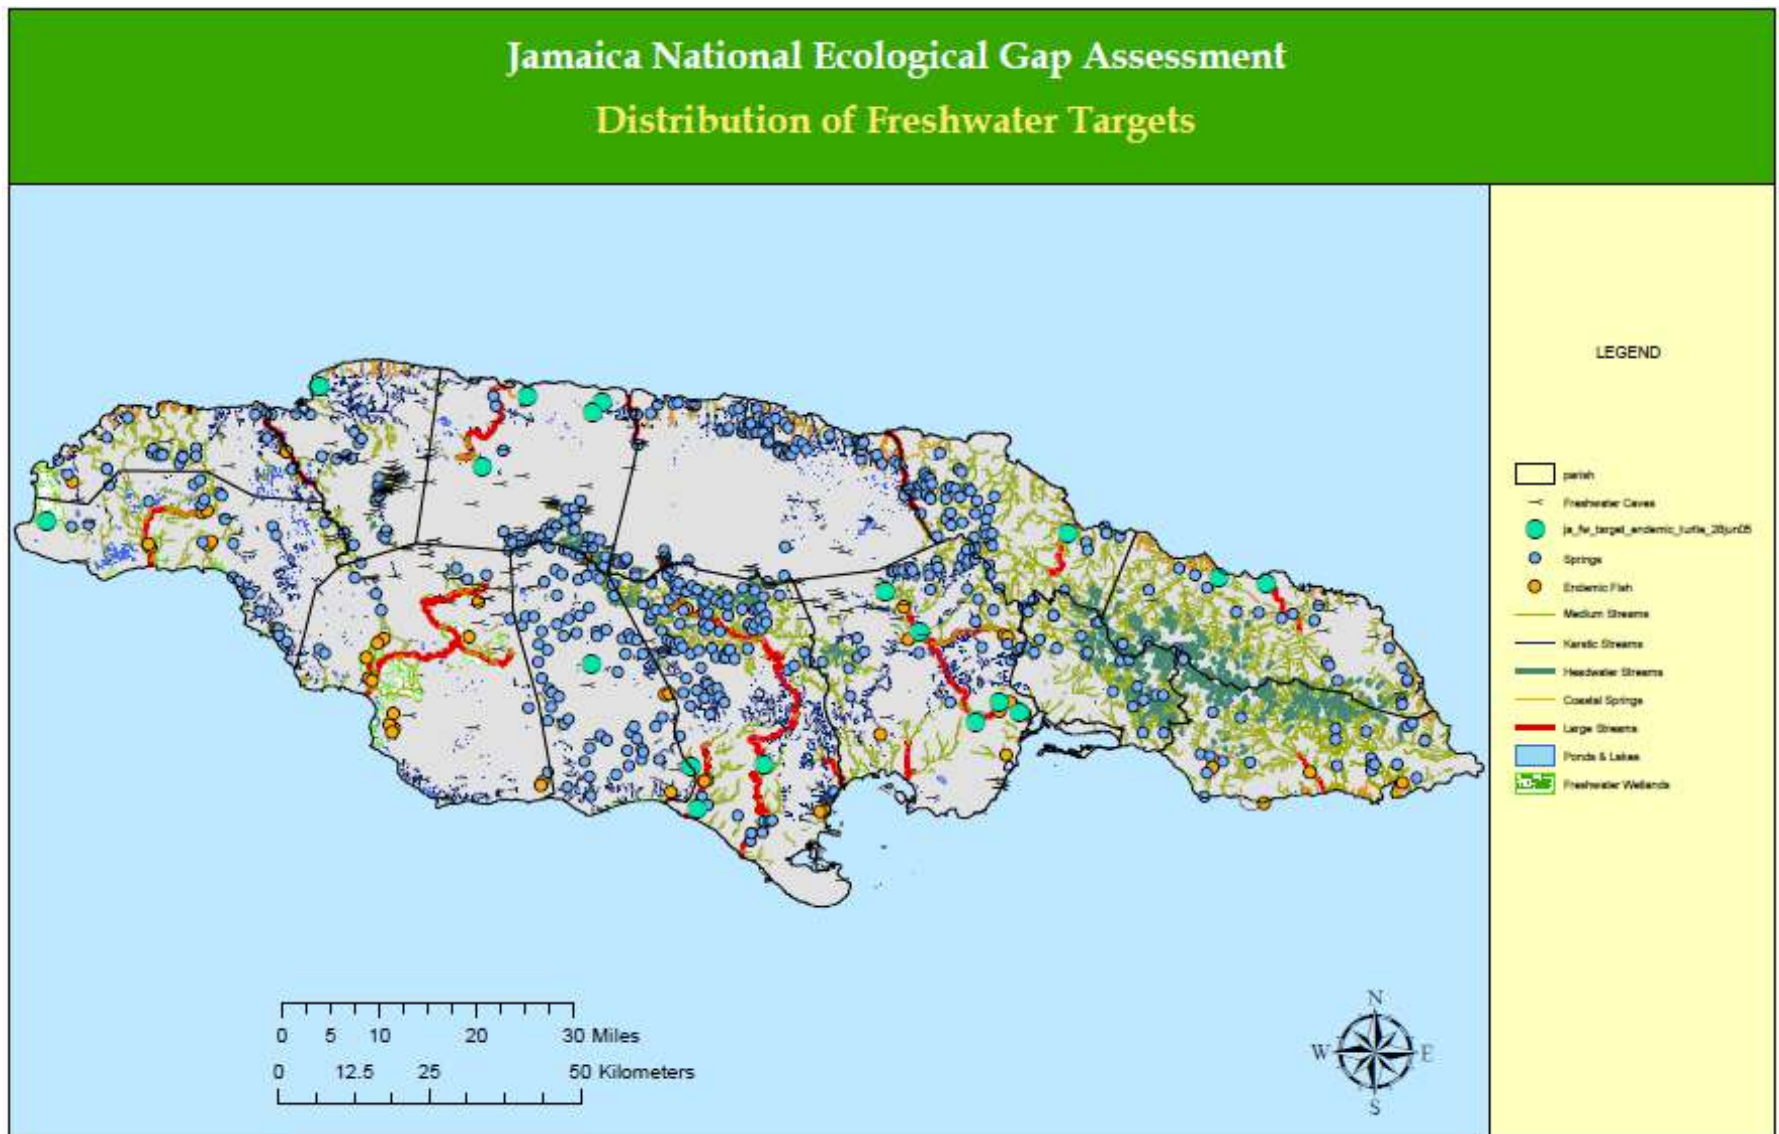 Jamaica National Ecological Gap Assessment
Distribution of Freshwater Targets
LEGEND
parish
Freshwater Caves
ja_fw_target_endemic_turtle_28jun05
Springs
Endemic Fish
Medium Streams
Karstic Streams
Headwater Streams
Coastal Springs
Large Streams
Ponds & Lakes
Freshwater Wetlands
0 5 10 20 30 Miles
0 12.5 25 50 Kilometers
N
W E
S